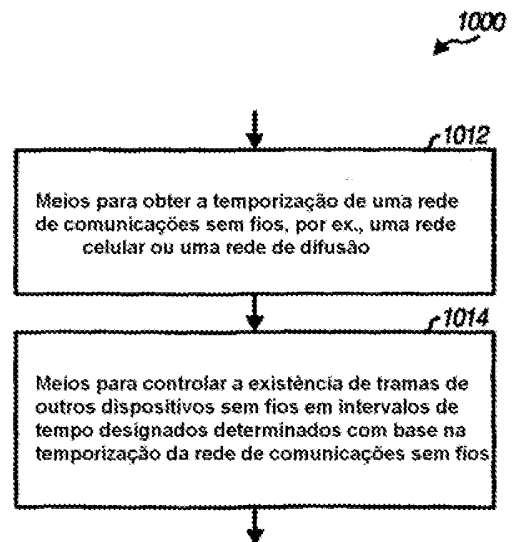 1000
1012
Meios para obter a temporização de uma rede
de comunicações sem fios, por ex., uma rede
celular ou uma rede de difusão
1014
Meios para controlar a existência de tramas de
outros dispositivos sem fios em intervalos de
tempo designados determinados com base na
temporização da rede de comunicações sem fios